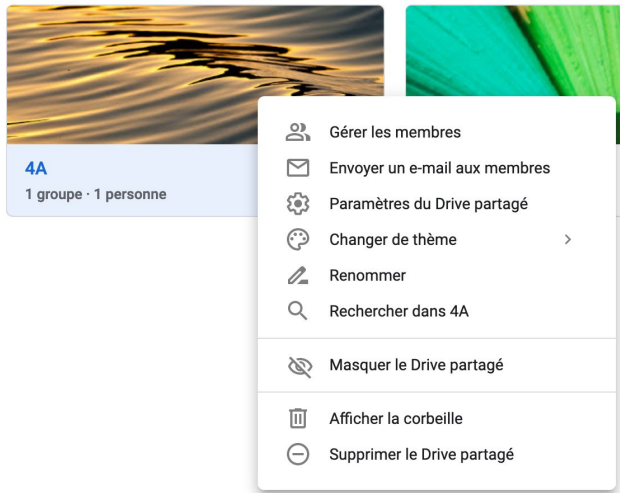 4A
1 groupe · 1 personne
Gérer les membres
Envoyer un e-mail aux membres
Paramètres du Drive partagé
Changer de thème
Renommer
Rechercher dans 4A
Masquer le Drive partagé
Afficher la corbeille
Supprimer le Drive partagé